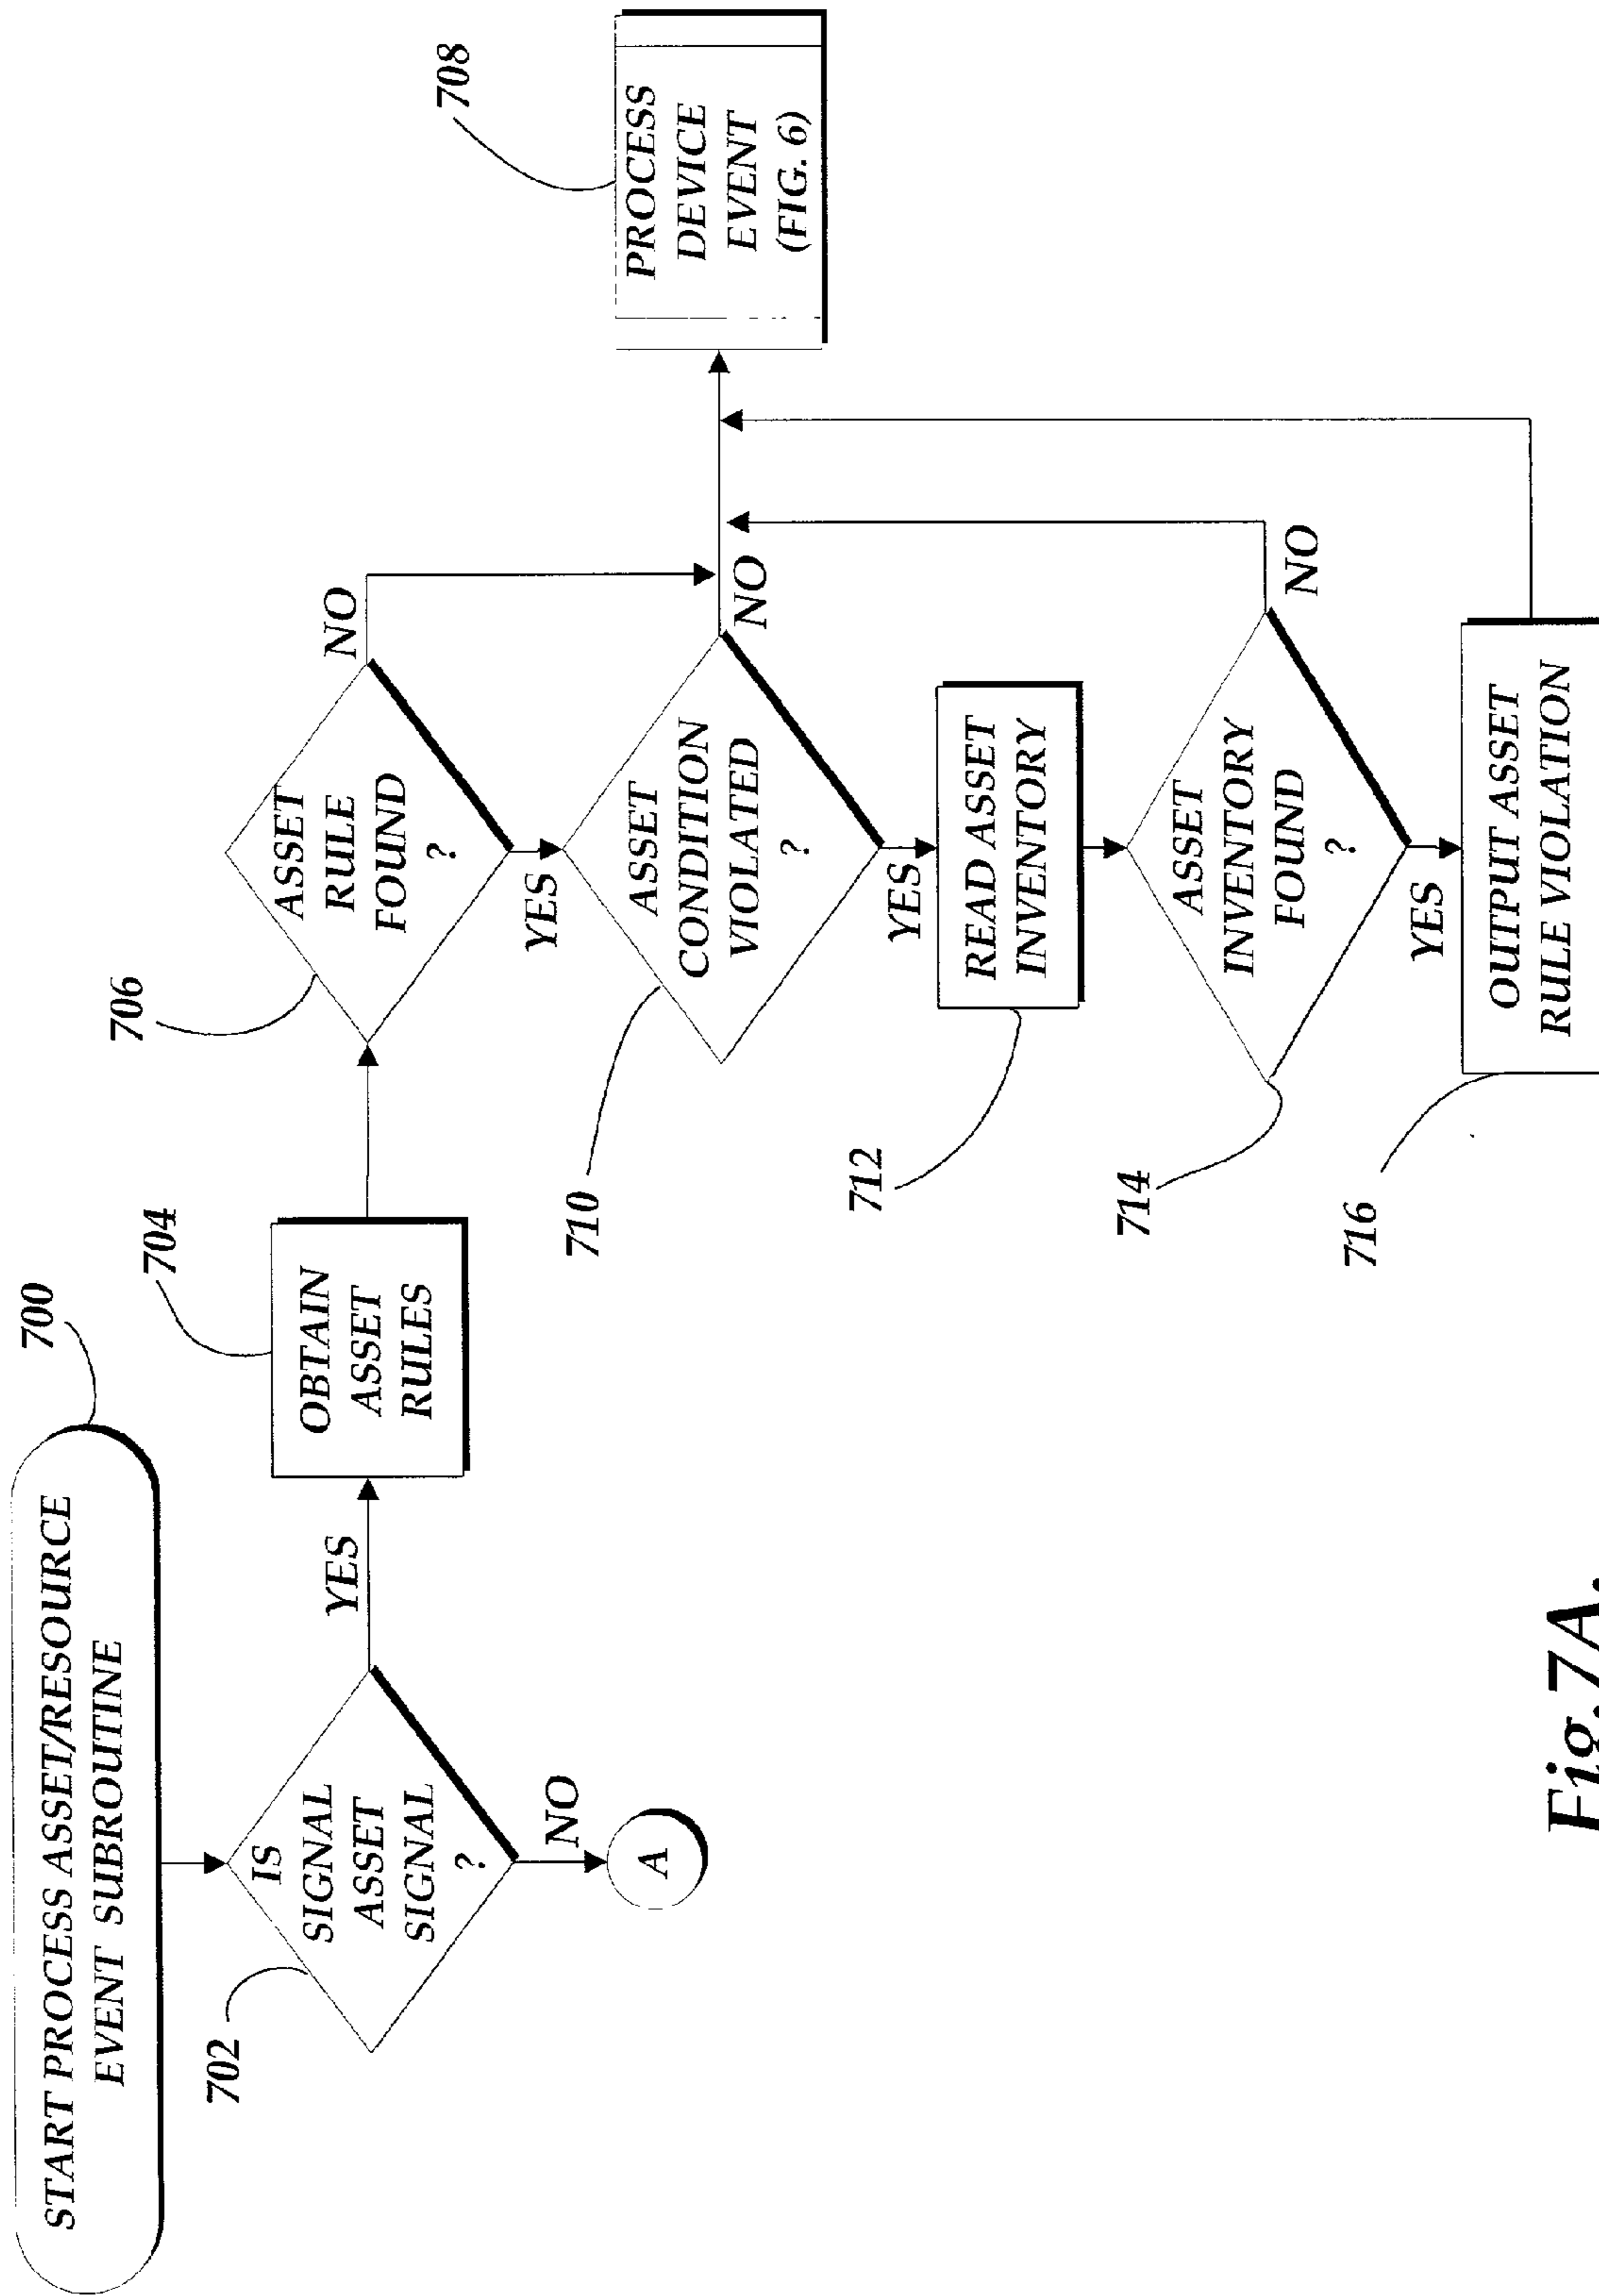 700
START PROCESS ASSET/RESOURCE
EVENT SUBROUTINE
702
IS
SIGNAL
ASSET
SIGNAL
?
YES
NO
A
704
OBTAIN
ASSET
RULES
706
ASSET
RULE
FOUND
?
NO
YES
708
PROCESS
DEVICE
EVENT
(FIG. 6)
710
ASSET
CONDITION
VIOLATED
?
NO
YES
712
READ ASSET
INVENTORY
714
ASSET
INVENTORY
FOUND
?
NO
YES
716
OUTPUT ASSET
RULE VIOLATION
Fig.7A.